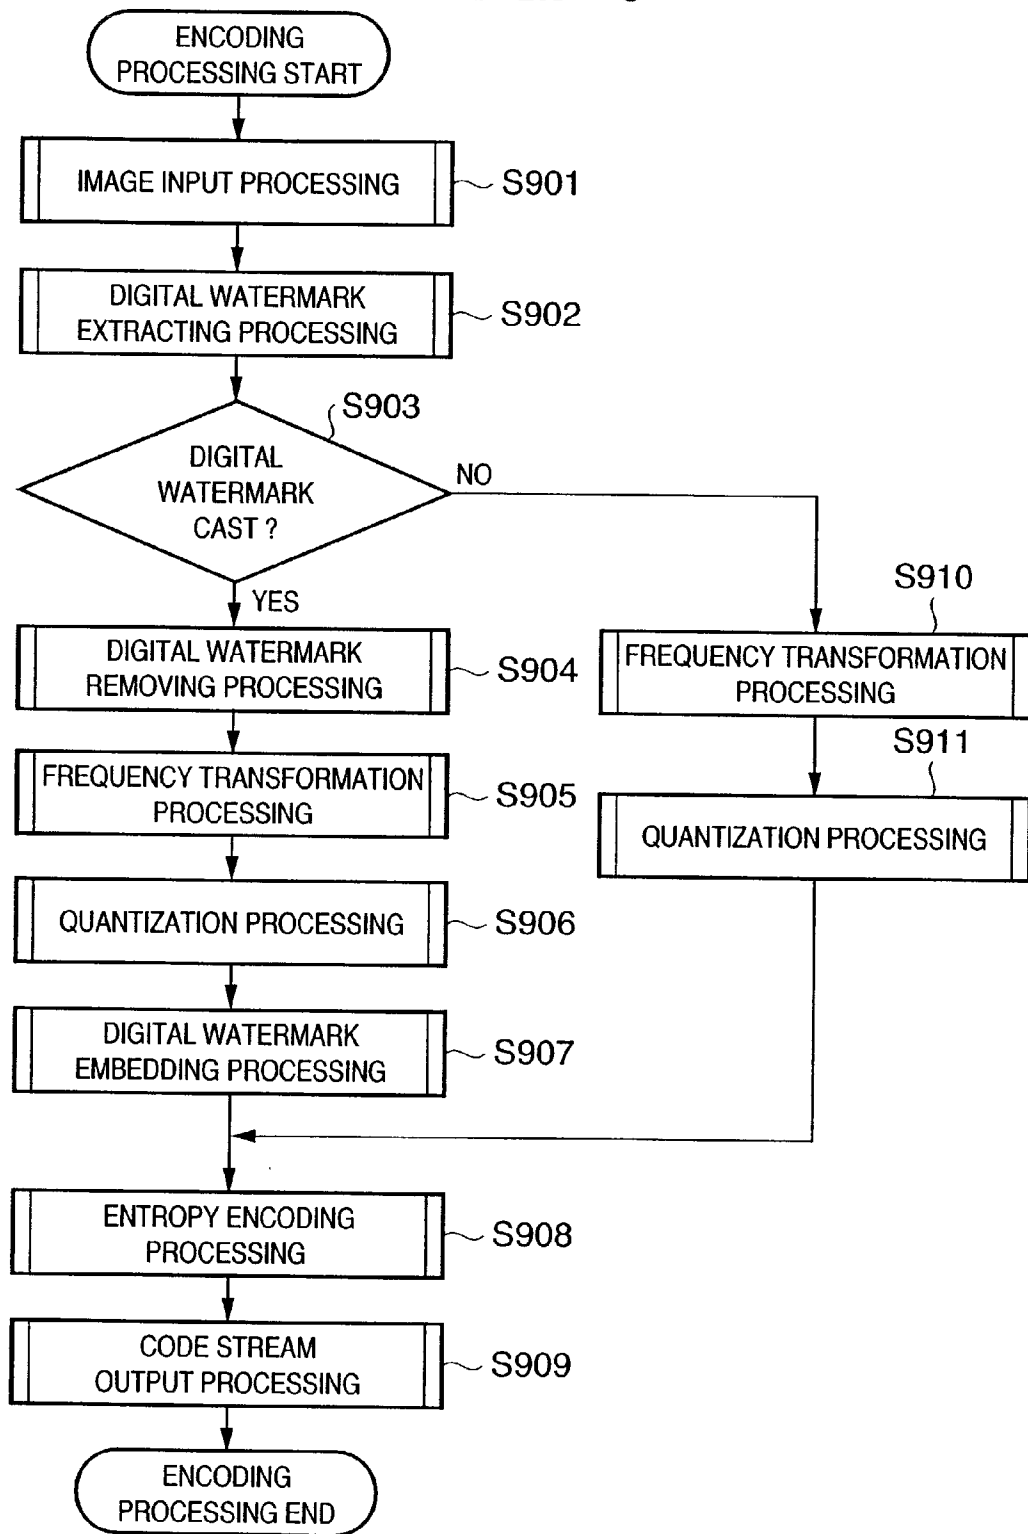 ENCODING
PROCESSING START
IMAGE INPUT PROCESSING
S901
DIGITAL WATERMARK
EXTRACTING PROCESSING
S902
S903
DIGITAL
WATERMARK
CAST ?
NO
YES
S910
DIGITAL WATERMARK
REMOVING PROCESSING
S904
FREQUENCY TRANSFORMATION
PROCESSING
S911
FREQUENCY TRANSFORMATION
PROCESSING
S905
QUANTIZATION PROCESSING
QUANTIZATION PROCESSING
S906
DIGITAL WATERMARK
EMBEDDING PROCESSING
S907
ENTROPY ENCODING
PROCESSING
S908
CODE STREAM
OUTPUT PROCESSING
S909
ENCODING
PROCESSING END